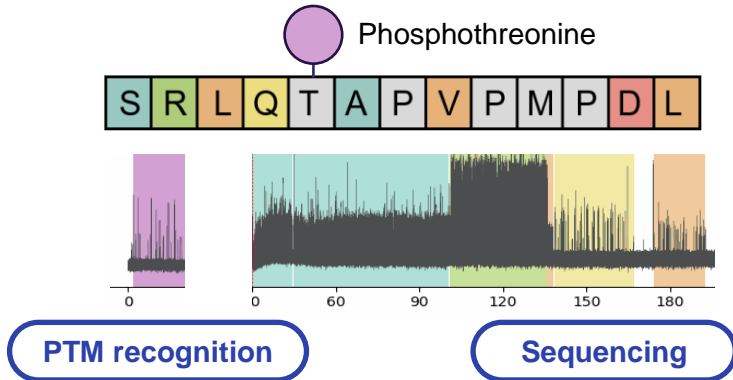 Phosphothreonine
S R L Q T A P V P M P D L
0 0 60 90 120 150 180
PTM recognition Sequencing